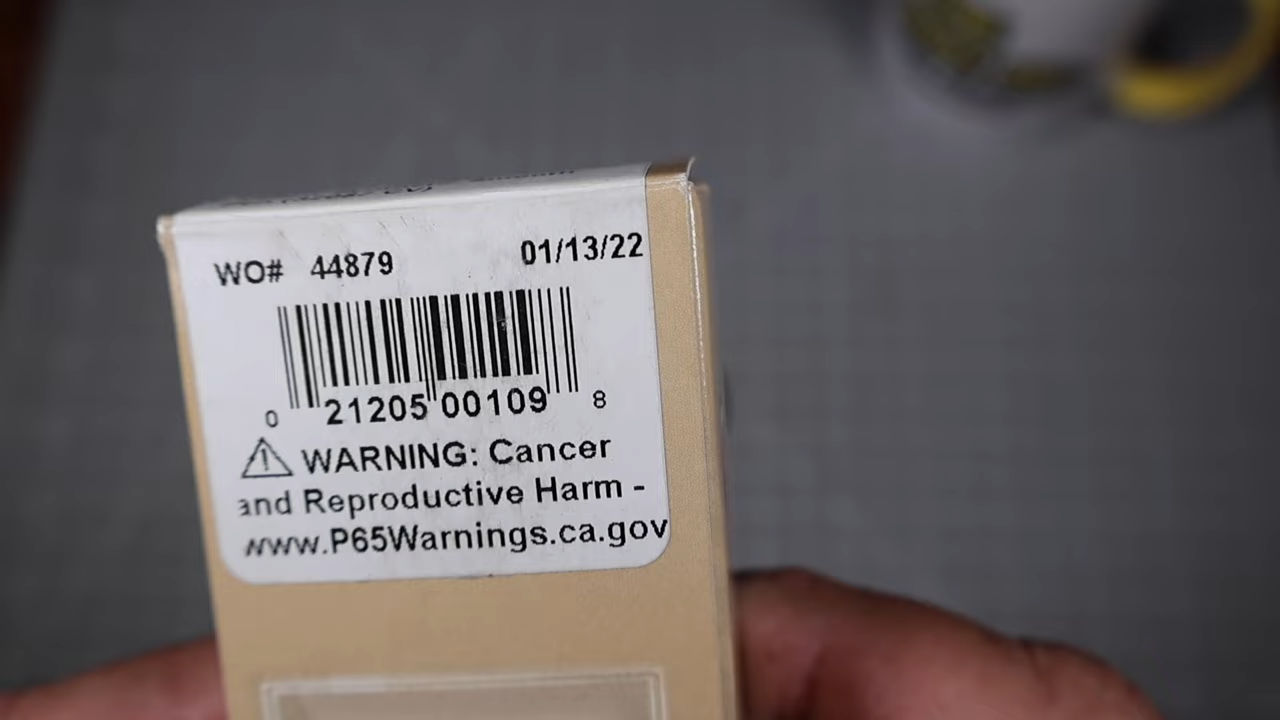 WO# 44879 01/13/22
0 21205 00109 8
WARNING: Cancer
and Reproductive Harm -
www.P65Warnings.ca.gov